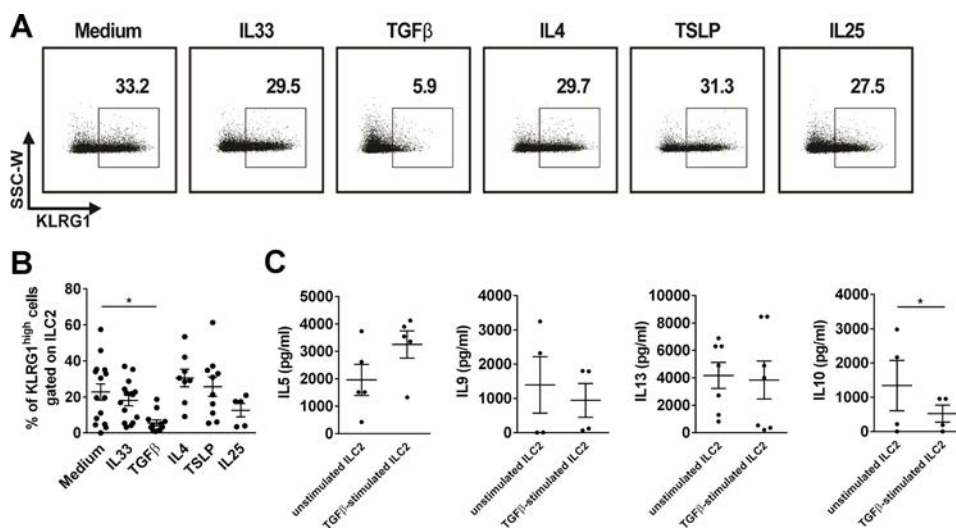 A
Medium IL33 TGFβ IL4 TSLP IL25
33.2 29.5 5.9 29.7 31.3 27.5
SSC-W
KLRG1
B
% of KLRG1high cells
gated on ILC2
80
60
40
20
0
*
Medium IL33 TGFβ IL4 TSLP IL25
C
IL5 (pg/ml)
5000
4000
3000
2000
1000
0
unstimulated ILC2
TGFβ-stimulated ILC2
IL9 (pg/ml)
4000
3000
2000
1000
0
unstimulated ILC2
TGFβ-stimulated ILC2
IL13 (pg/ml)
10000
8000
6000
4000
2000
0
unstimulated ILC2
TGFβ-stimulated ILC2
IL10 (pg/ml)
4000
3000
2000
1000
0
*
unstimulated ILC2
TGFβ-stimulated ILC2